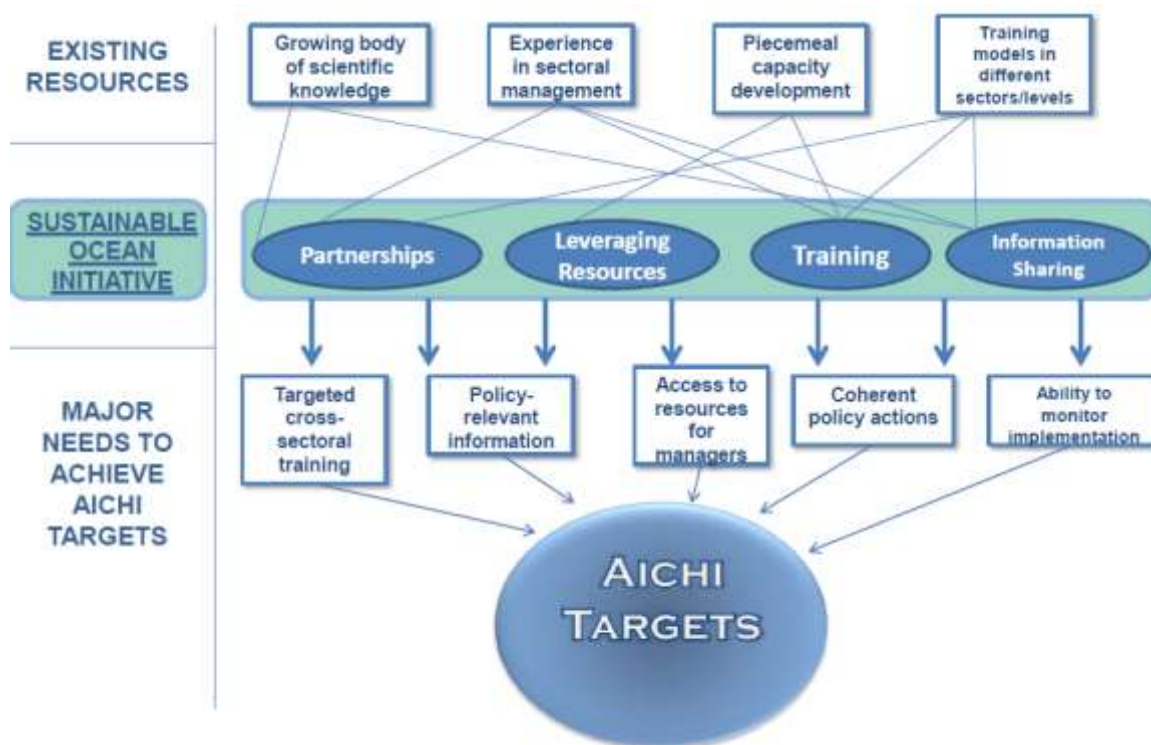 EXISTING
RESOURCES
Growing body
of scientific
knowledge
Experience
in sectoral
management
Piecemeal
capacity
development
Training
models in
different
sectors/levels
SUSTAINABLE
OCEAN
INITIATIVE
Partnerships
Leveraging
Resources
Training
Information
Sharing
MAJOR
NEEDS TO
ACHIEVE
AICHI
TARGETS
Targeted
cross-
sectoral
training
Policy-
relevant
information
Access to
resources
for
managers
Coherent
policy actions
Ability to
monitor
implementation
AICHI
TARGETS